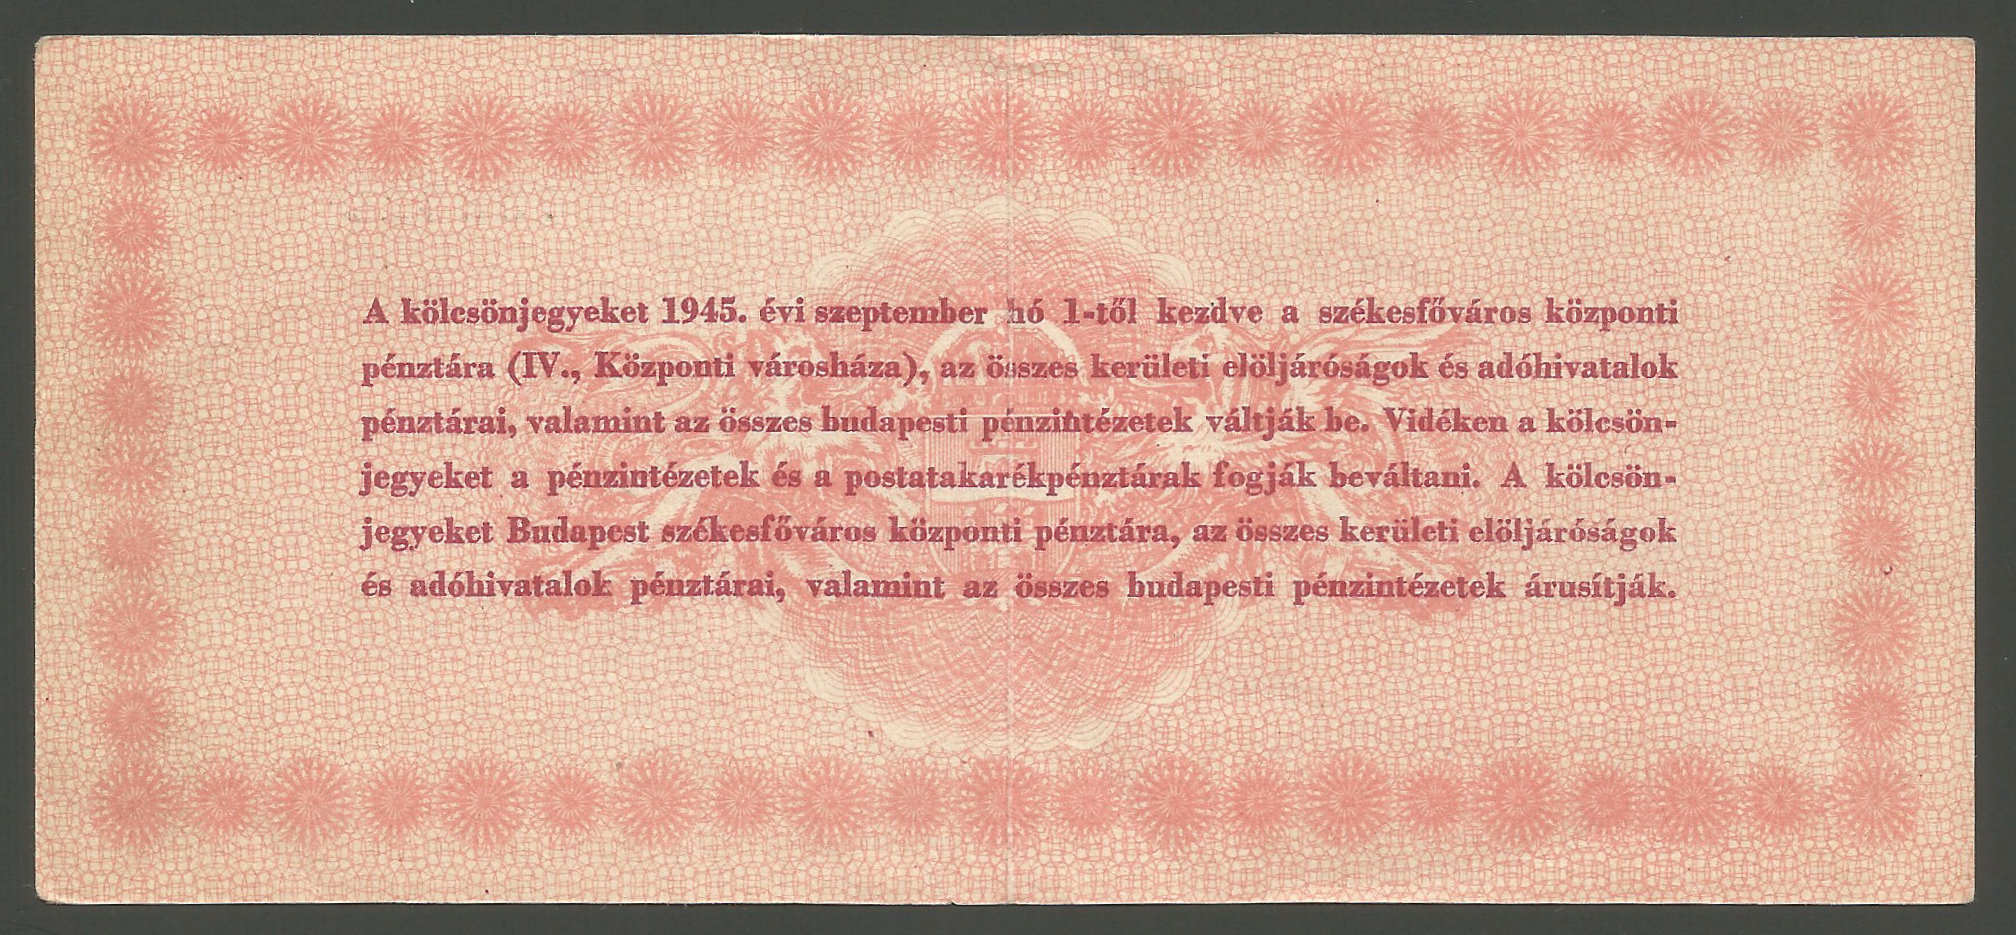 A kölcsönjegyeket 1945. évi szeptember hó 1-től kezdve a székesfőváros központi
pénztára (IV., Központi városháza), az összes kerületi elöljáróságok és adóhivatalok
pénztárai, valamint az összes budapesti pénzintézetek váltják be. Vidéken a kölcsön-
jegyeket a pénzintézetek és a postatakarékpénztárak fogják beváltani. A kölcsön-
jegyeket Budapest székesfőváros központi pénztára, az összes kerületi elöljáróságok
és adóhivatalok pénztárai, valamint az összes budapesti pénzintézetek árusítják.